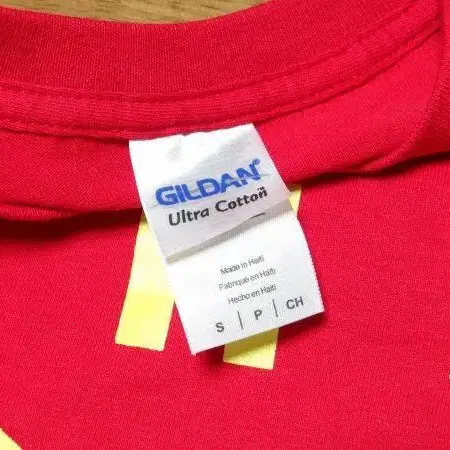 GILDAN
Ultra Cotton
Made in Haiti
Fabriqué en Haïti
Hecho en Haití
S | P | CH